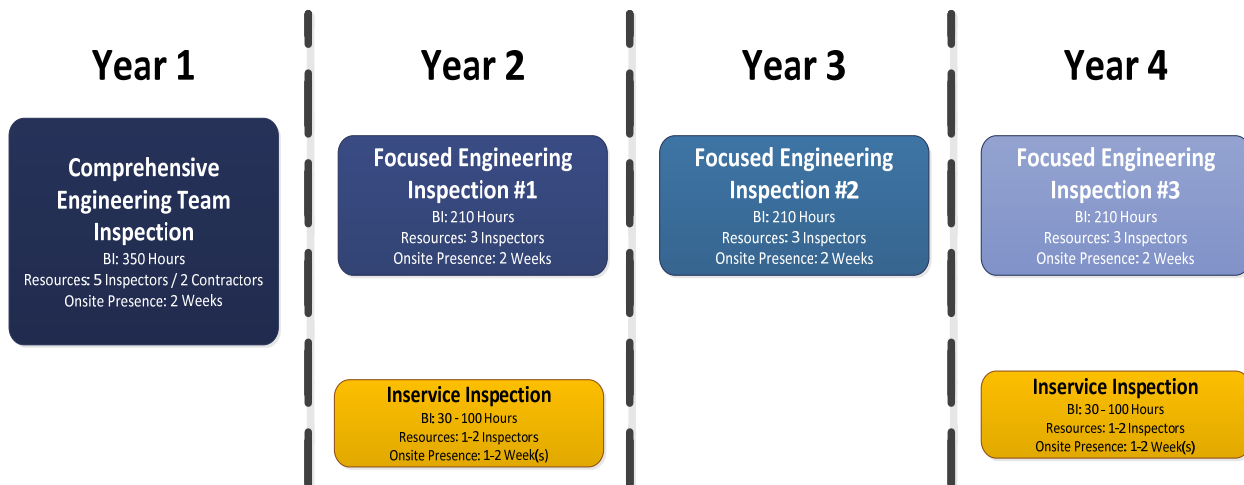 Year 1
Year 2
Year 3
Year 4
Comprehensive
Engineering Team
Inspection
BI: 350 Hours
Resources: 5 Inspectors / 2 Contractors
Onsite Presence: 2 Weeks
Focused Engineering
Inspection #1
BI: 210 Hours
Resources: 3 Inspectors
Onsite Presence: 2 Weeks
Focused Engineering
Inspection #2
BI: 210 Hours
Resources: 3 Inspectors
Onsite Presence: 2 Weeks
Focused Engineering
Inspection #3
BI: 210 Hours
Resources: 3 Inspectors
Onsite Presence: 2 Weeks
Inservice Inspection
BI: 30 - 100 Hours
Resources: 1-2 Inspectors
Onsite Presence: 1-2 Week(s)
Inservice Inspection
BI: 30 - 100 Hours
Resources: 1-2 Inspectors
Onsite Presence: 1-2 Week(s)